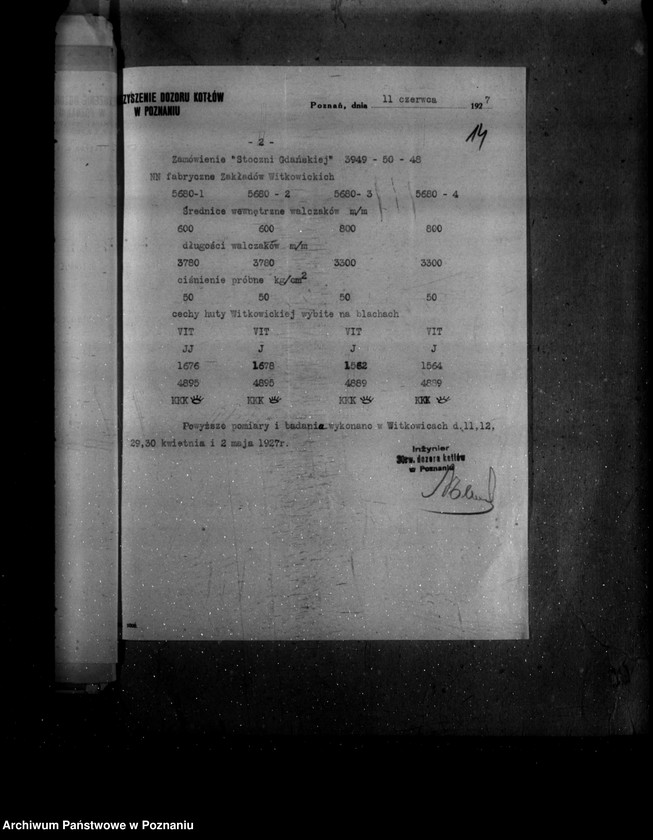 ZYSZENIE DOZORU KOTŁÓW
W POZNANIU
Poznań, dnia 11 czerwca 1927
14
- 2 -
Zamówienie "Stoczni Gdańskiej" 3949 - 50 - 48
NN fabryczne Zakładów Witkowickich
5680-1 5680 - 2 5680- 3 5680 - 4
Średnice wewnętrzne walczaków m/m
600 600 800 800
długości walczaków m/m
3780 3780 3300 3300
ciśnienie próbne kg/cm2
50 50 50 50
cechy huty Witkowickiej wybite na blachach
VIT VIT VIT VIT
JJ J J J
1676 1678 1562 1564
4895 4895 4889 4889
KKK KKK KKK KKK
Powyższe pomiary i badania wykonano w Witkowicach d.11,12,
29,30 kwietnia i 2 maja 1927r.
Inżynier
Stow. dozoru kotłów
w Poznaniu
Archiwum Państwowe w Poznaniu